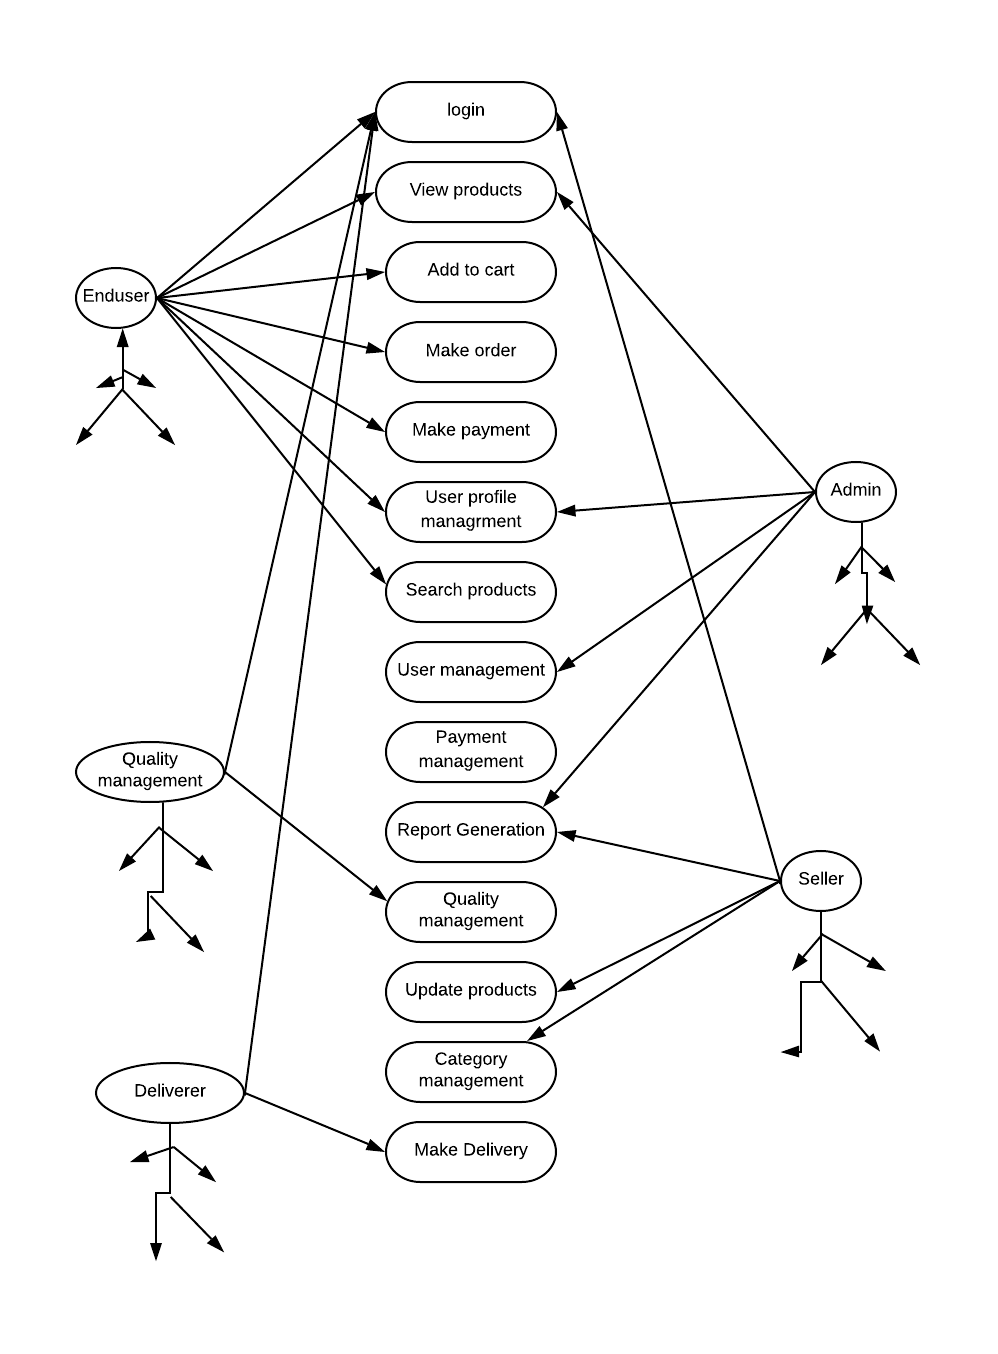 login
View products
Add to cart
Enduser
Make order
Make payment
User profile
managrment
Admin
Search products
User management
Payment
management
Quality
management
Report Generation
Seller
Quality
management
Update products
Category
management
Deliverer
Make Delivery